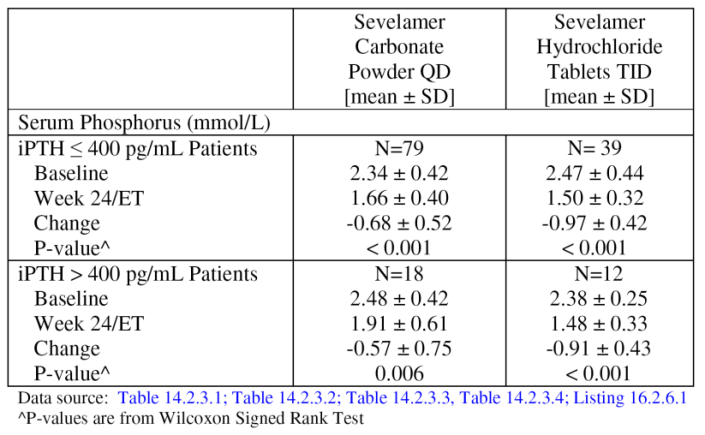 Sevelamer Carbonate Powder QD [mean ± SD] Sevelamer Hydrochloride Tablets TID [mean ± SD]
Serum Phosphorus (mmol/L)
iPTH ≤ 400 pg/mL Patients N=79 N= 39
Baseline 2.34 ± 0.42 2.47 ± 0.44
Week 24/ET 1.66 ± 0.40 1.50 ± 0.32
Change -0.68 ± 0.52 -0.97 ± 0.42
P-value^ < 0.001 < 0.001
iPTH > 400 pg/mL Patients N=18 N=12
Baseline 2.48 ± 0.42 2.38 ± 0.25
Week 24/ET 1.91 ± 0.61 1.48 ± 0.33
Change -0.57 ± 0.75 -0.91 ± 0.43
P-value^ 0.006 < 0.001
Data source: Table 14.2.3.1; Table 14.2.3.2; Table 14.2.3.3, Table 14.2.3.4; Listing 16.2.6.1
^P-values are from Wilcoxon Signed Rank Test